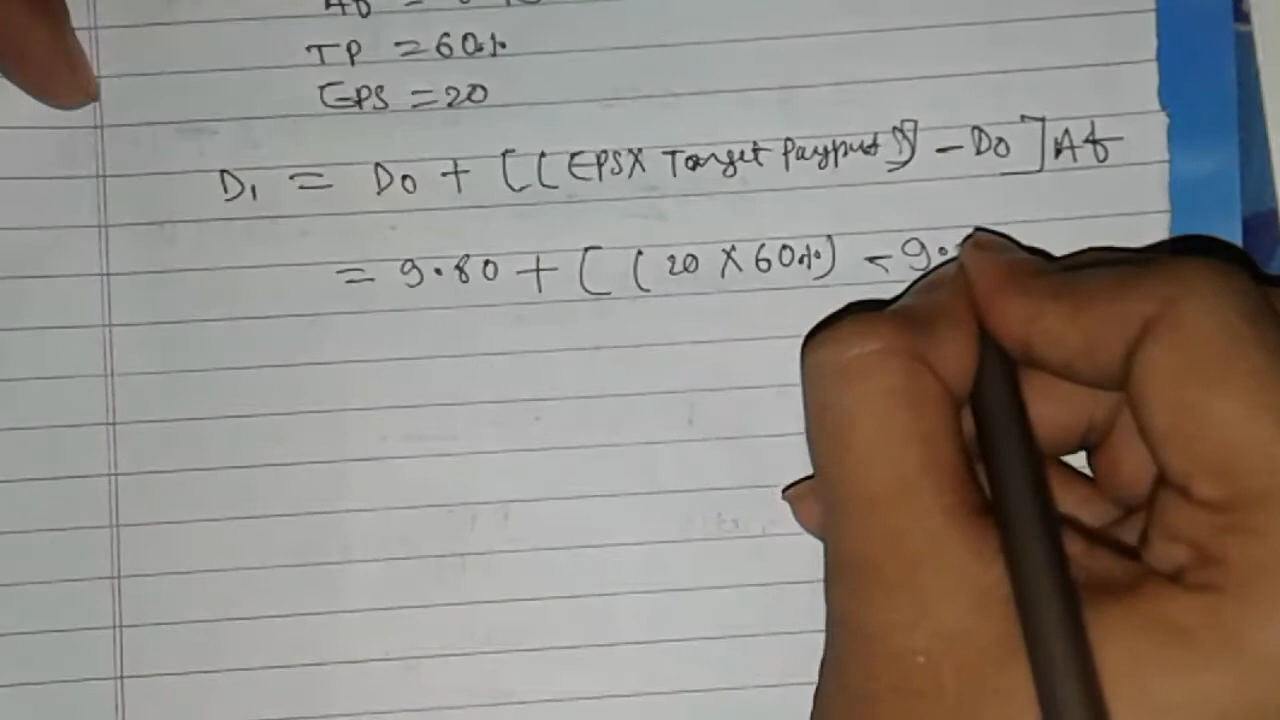 TP = 60%
EPS = 20
D₁ = D0 + [((EPS X Target Payout)] - D0] Af
= 9.80 + [(20 X 60%) - 9.